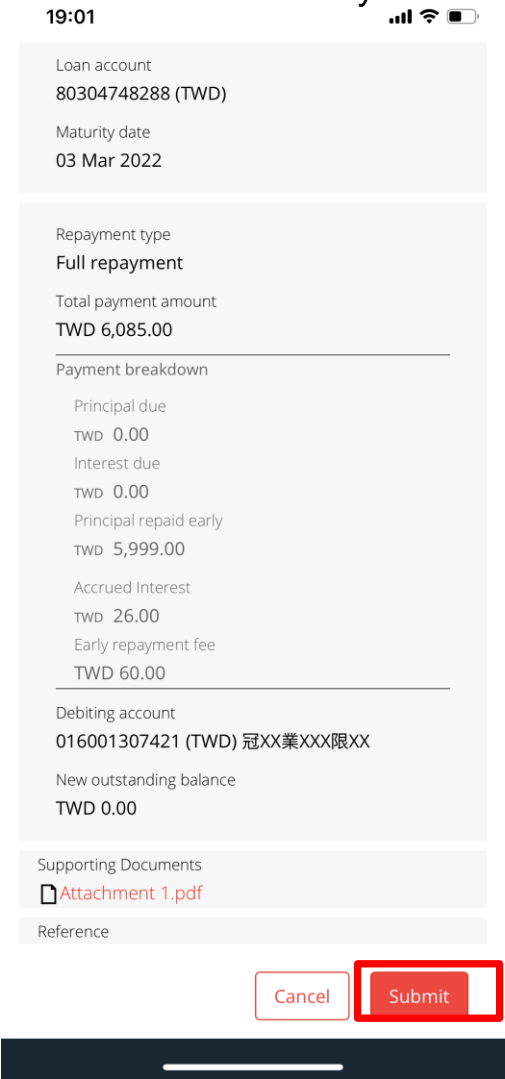 19:01
Loan account
80304748288 (TWD)
Maturity date
03 Mar 2022
Repayment type
Full repayment
Total payment amount
TWD 6,085.00
Payment breakdown
Principal due
TWD 0.00
Interest due
TWD 0.00
Principal repaid early
TWD 5,999.00
Accrued Interest
TWD 26.00
Early repayment fee
TWD 60.00
Debiting account
016001307421 (TWD) 冠XX業XXX限XX
New outstanding balance
TWD 0.00
Supporting Documents
Attachment 1.pdf
Reference
Cancel Submit